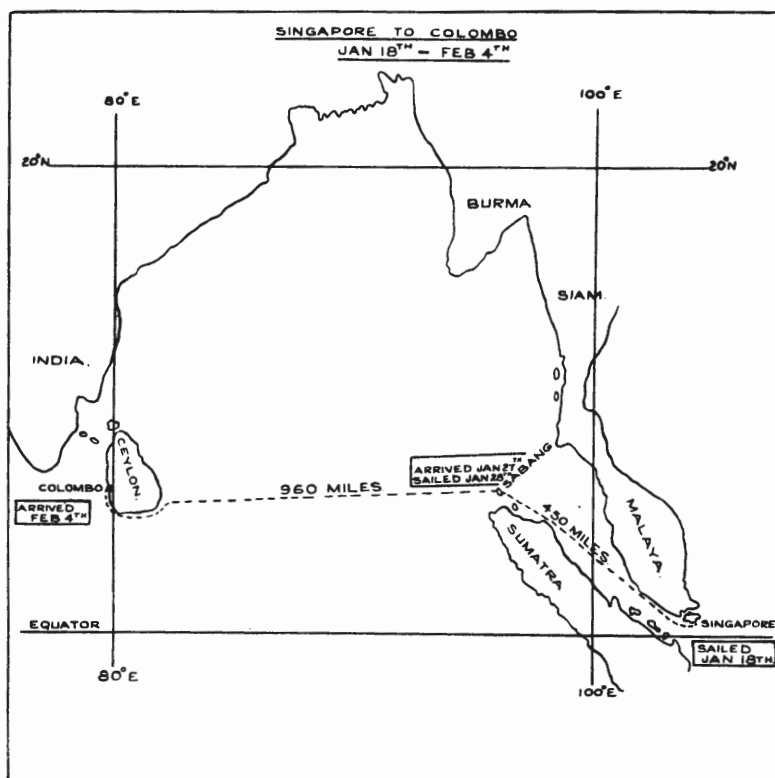 SINGAPORE TO COLOMBO
JAN 18TH - FEB 4TH
80°E
100°E
20°N
20°N
BURMA
SIAM.
INDIA.
CEYLON.
COLOMBO
ARRIVED
FEB 4TH
960 MILES
ARRIVED JAN 27TH
SAILED JAN 28TH
SABANG
450 MILES
MALAYA.
SUMATRA
EQUATOR
SINGAPORE
SAILED
JAN 18TH.
80°E
100°E